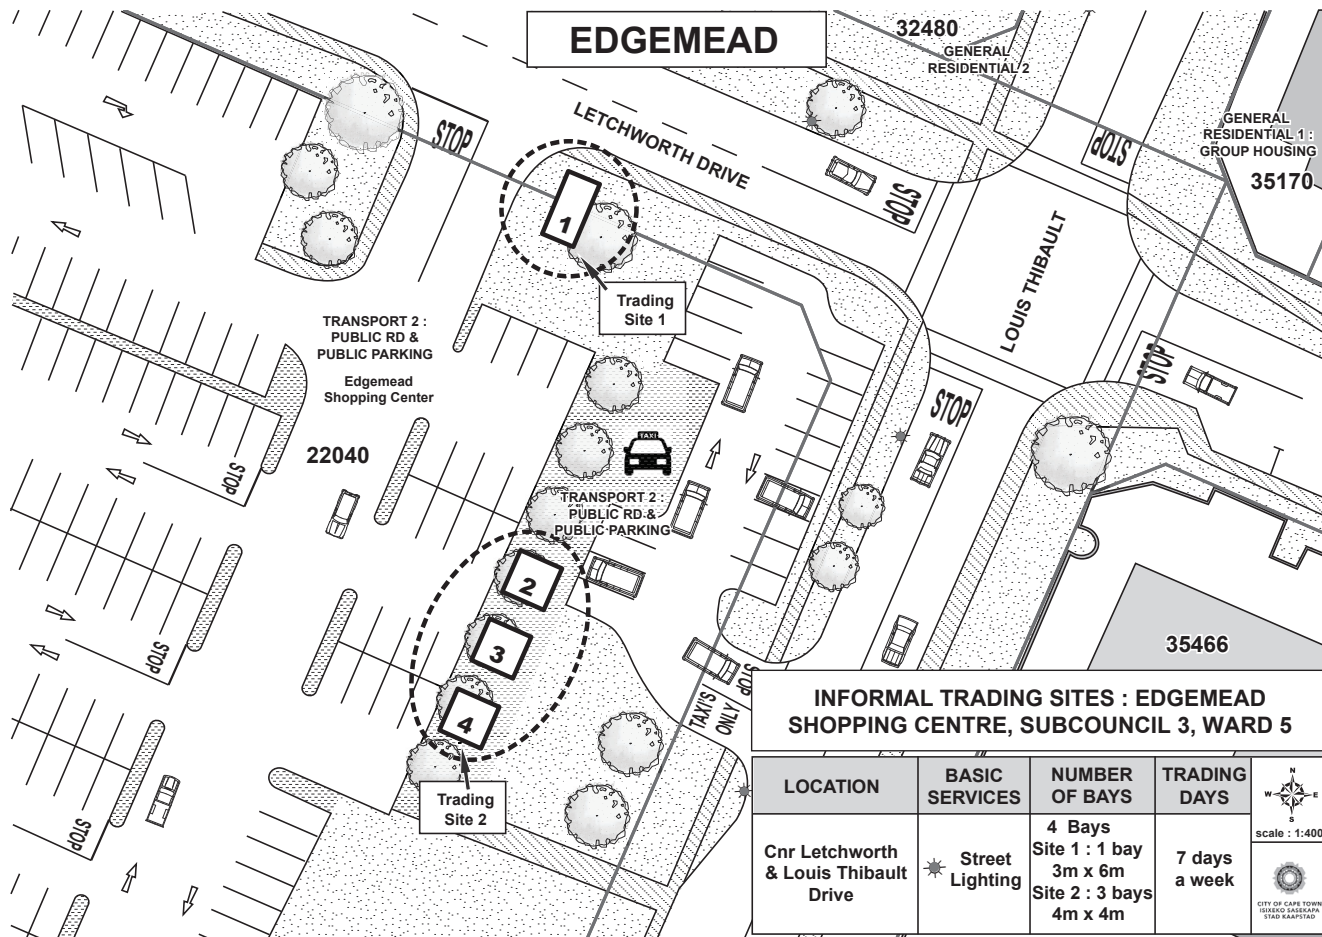 EDGEMEAD
32480
GENERAL
RESIDENTIAL 2
GENERAL
RESIDENTIAL 1 :
GROUP HOUSING
35170
LETCHWORTH DRIVE
LOUIS THIBAULT
STOP
STOP
STOP
STOP
STOP
1
Trading
Site 1
TRANSPORT 2 :
PUBLIC RD &
PUBLIC PARKING
Edgemead
Shopping Center
22040
STOP
STOP
STOP
TAXI
TRANSPORT 2 :
PUBLIC RD &
PUBLIC PARKING
2
3
4
Trading
Site 2
STOP
TAXI'S
ONLY
35466
INFORMAL TRADING SITES : EDGEMEAD
SHOPPING CENTRE, SUBCOUNCIL 3, WARD 5
LOCATION
BASIC
SERVICES
NUMBER
OF BAYS
TRADING
DAYS
Cnr Letchworth
& Louis Thibault
Drive
Street
Lighting
4 Bays
Site 1 : 1 bay
3m x 6m
Site 2 : 3 bays
4m x 4m
7 days
a week
N
W E
S
scale : 1:400
CITY OF CAPE TOWN
ISIXEKO SASEKAPA
STAD KAAPSTAD